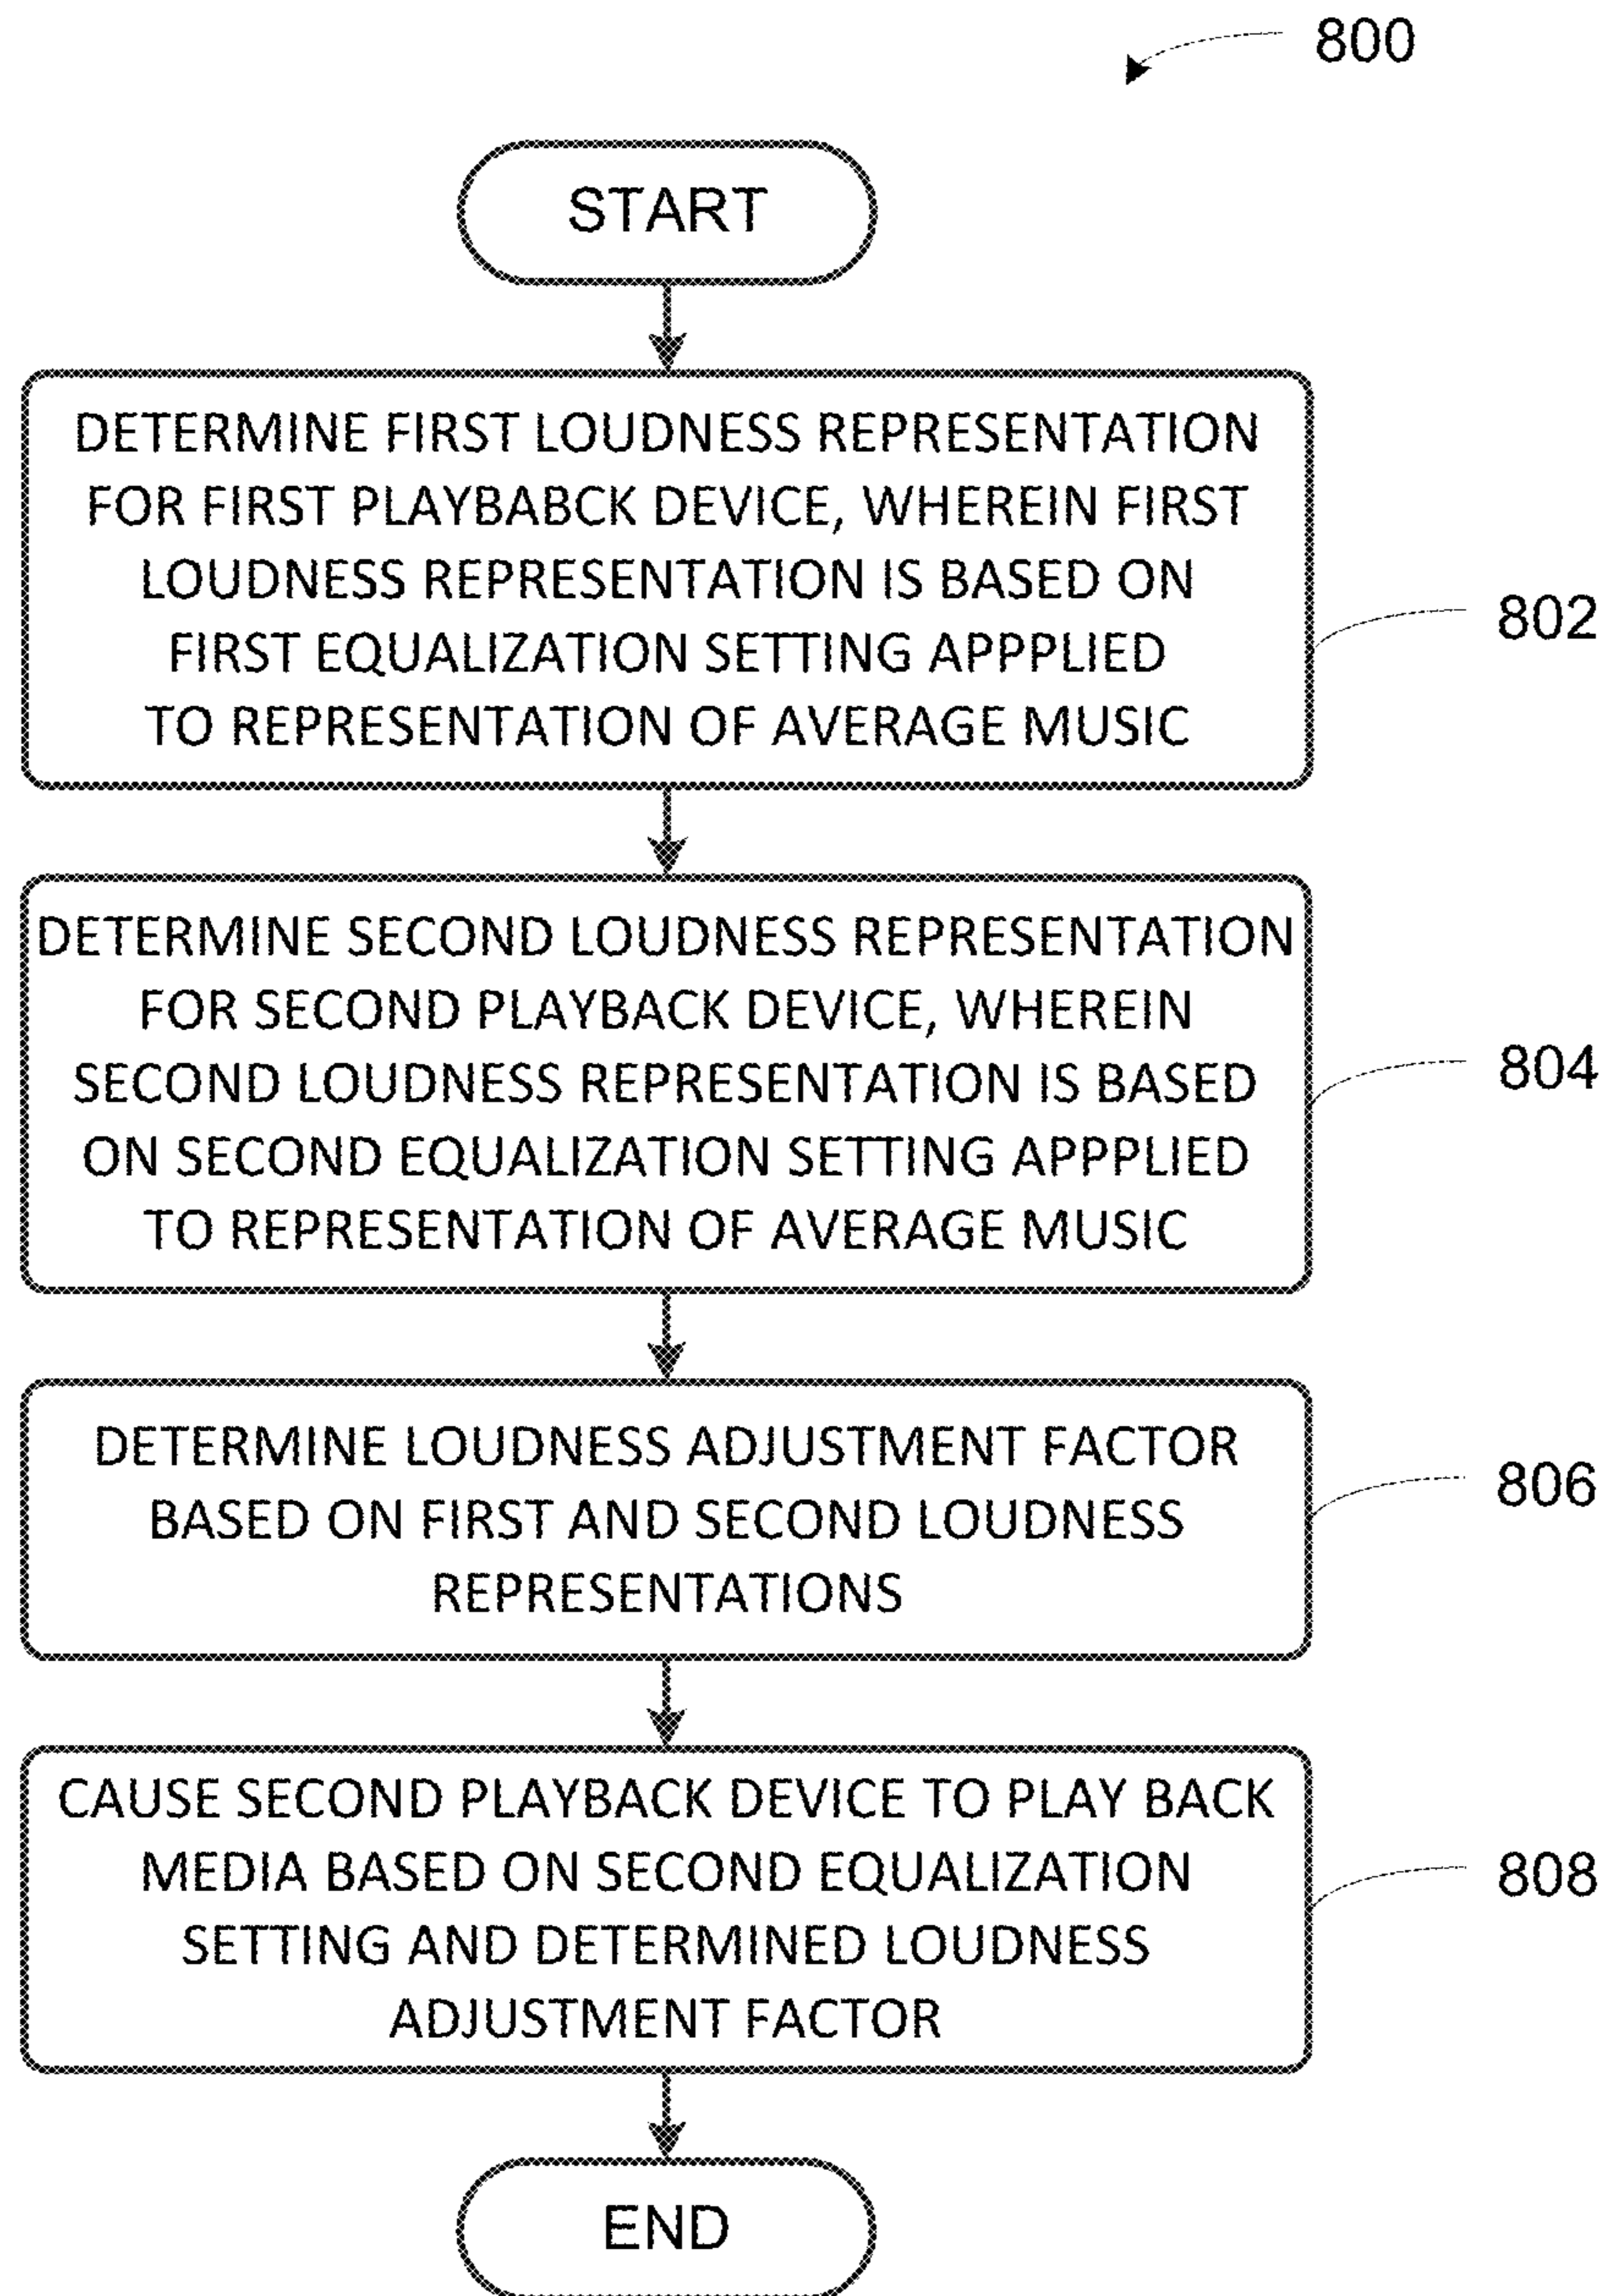 800
START
DETERMINE FIRST LOUDNESS REPRESENTATION
FOR FIRST PLAYBABCK DEVICE, WHEREIN FIRST
LOUDNESS REPRESENTATION IS BASED ON
FIRST EQUALIZATION SETTING APPPLIED
TO REPRESENTATION OF AVERAGE MUSIC
802
DETERMINE SECOND LOUDNESS REPRESENTATION
FOR SECOND PLAYBACK DEVICE, WHEREIN
SECOND LOUDNESS REPRESENTATION IS BASED
ON SECOND EQUALIZATION SETTING APPPLIED
TO REPRESENTATION OF AVERAGE MUSIC
804
DETERMINE LOUDNESS ADJUSTMENT FACTOR
BASED ON FIRST AND SECOND LOUDNESS
REPRESENTATIONS
806
CAUSE SECOND PLAYBACK DEVICE TO PLAY BACK
MEDIA BASED ON SECOND EQUALIZATION
SETTING AND DETERMINED LOUDNESS
ADJUSTMENT FACTOR
808
END